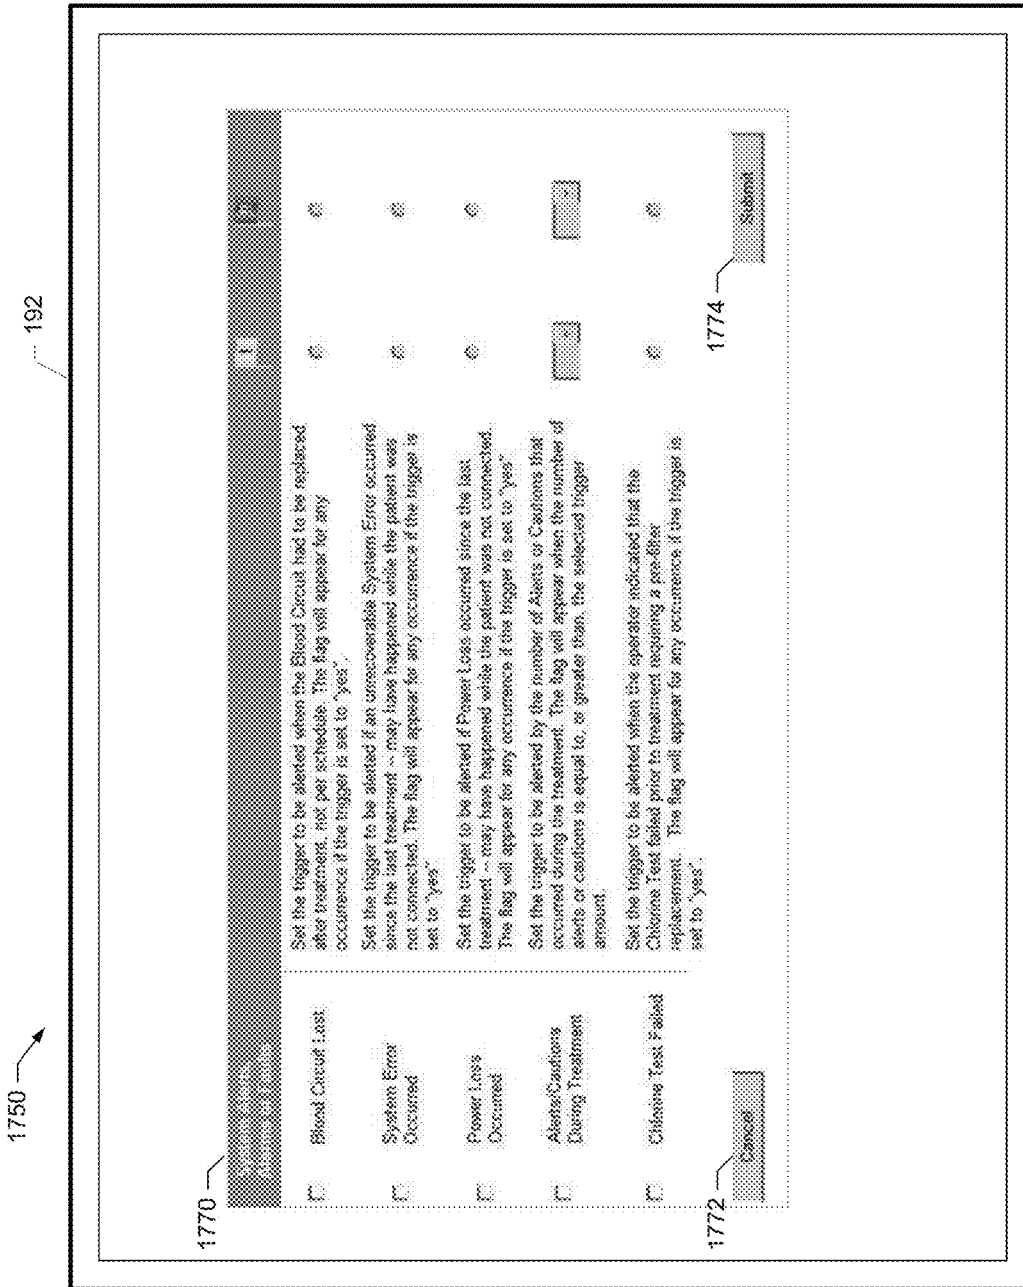 1750
192
1770
!
Blood Circuit Lost
Set the trigger to be alerted when the Blood Circuit had to be replaced
after treatment, not per schedule. The flag will appear for any
occurrence if the trigger is set to "yes".
System Error
Occurred
Set the trigger to be alerted if an unrecoverable System Error occurred
since the last treatment -- may have happened while the patient was
not connected. The flag will appear for any occurrence if the trigger is
set to "yes".
Power Loss
Occurred
Set the trigger to be alerted if Power Loss occurred since the last
treatment -- may have happened while the patient was not connected.
The flag will appear for any occurrence if the trigger is set to "yes"
Alerts/Cautions
During Treatment
Set the trigger to be alerted by the number of Alerts or Cautions that
occurred during the treatment. The flag will appear when the number of
alerts or cautions is equal to, or greater than, the selected trigger
amount.
Chlorine Test Failed
Set the trigger to be alerted when the operator indicated that the
Chlorine Test failed prior to treatment requiring a pre-filter
replacement. The flag will appear for any occurrence if the trigger is
set to "yes".
1772
Cancel
1774
Submit